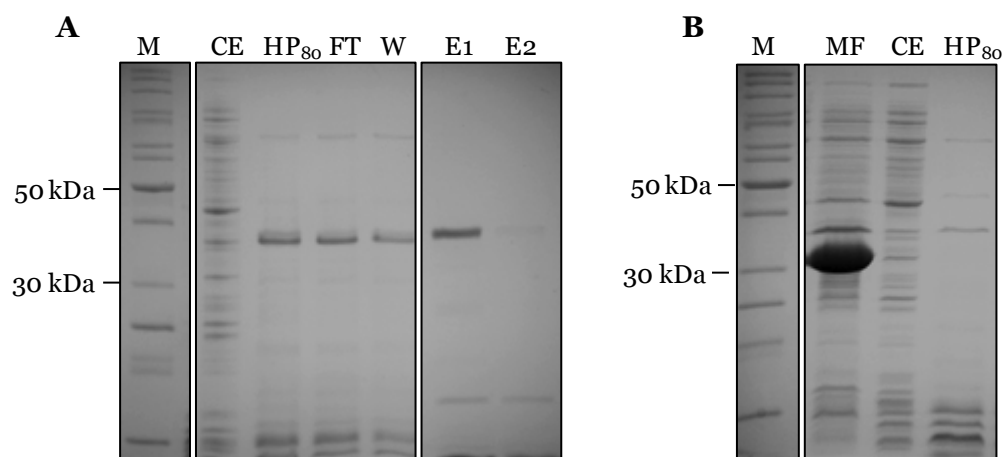 A
M CE HP₈₀ FT W E1 E2
50 kDa
30 kDa
B
M MF CE HP₈₀
50 kDa
30 kDa